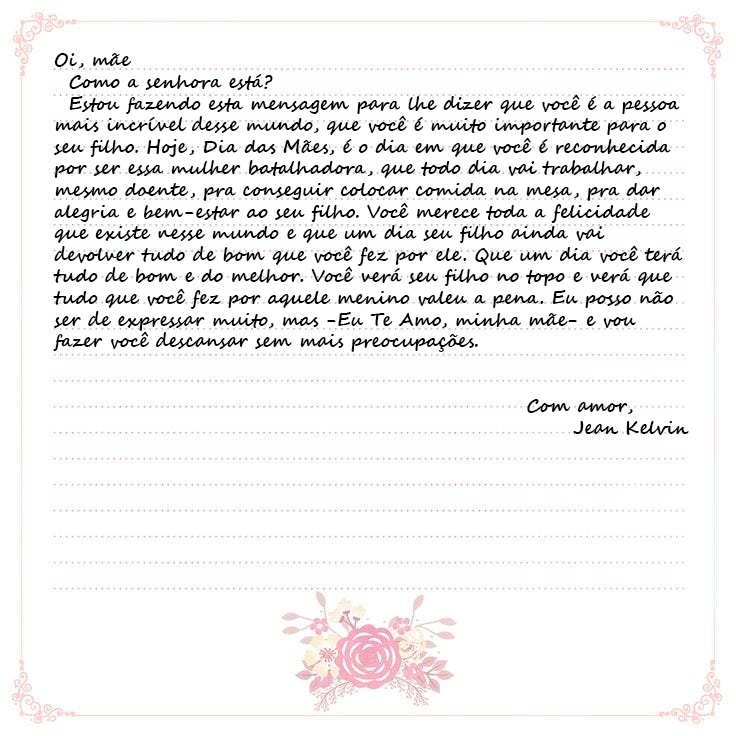 Oi, mãe
Como a senhora está?
Estou fazendo esta mensagem para lhe dizer que você é a pessoa
mais incrível desse mundo, que você é muito importante para o
seu filho. Hoje, Dia das Mães, é o dia em que você é reconhecida
por ser essa mulher batalhadora, que todo dia vai trabalhar,
mesmo doente, pra conseguir colocar comida na mesa, pra dar
alegria e bem-estar ao seu filho. Você merece toda a felicidade
que existe nesse mundo e que um dia seu filho ainda vai
devolver tudo de bom que você fez por ele. Que um dia você terá
tudo de bom e do melhor. Você verá seu filho no topo e verá que
tudo que você fez por aquele menino valeu a pena. Eu posso não
ser de expressar muito, mas -Eu Te Amo, minha mãe- e vou
fazer você descansar sem mais preocupações.
Com amor,
Jean Kelvin